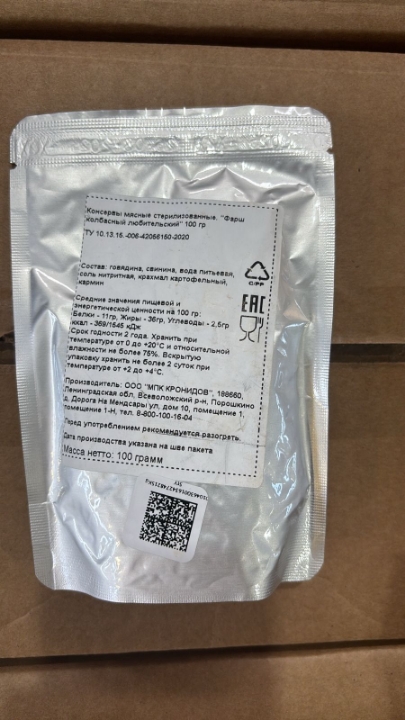 Консервы мясные стерилизованные. "Фарш
колбасный любительский" 100 гр
ТУ 10.13.15.-006-42056150-2020
Состав: говядина, свинина, вода питьевая,
соль нитритная, крахмал картофельный,
кармин
Средние значения пищевой и
энергетической ценности на 100 гр:
Белки - 11гр, Жиры - 36гр, Углеводы - 2,5гр
ккал - 369/1545 кДж
Срок годности 2 года. Хранить при
температуре от 0 до +20°С и относительной
влажности не более 75%. Вскрытую
упаковку хранить не более 2 суток при
температуре от +2 до +4°С.
Производитель: ООО "МПК КРОНИДОВ", 188660,
Ленинградская обл, Всеволожский р-н, Порошкино
д, Дорога На Мендсары ул, дом 10, помещение 1,
помещение 1-Н, тел. 8-800-100-16-04
Перед употреблением рекомендуется разогреть.
Дата производства указана на шве пакета
Масса нетто: 100 грамм
C/PP
EAC